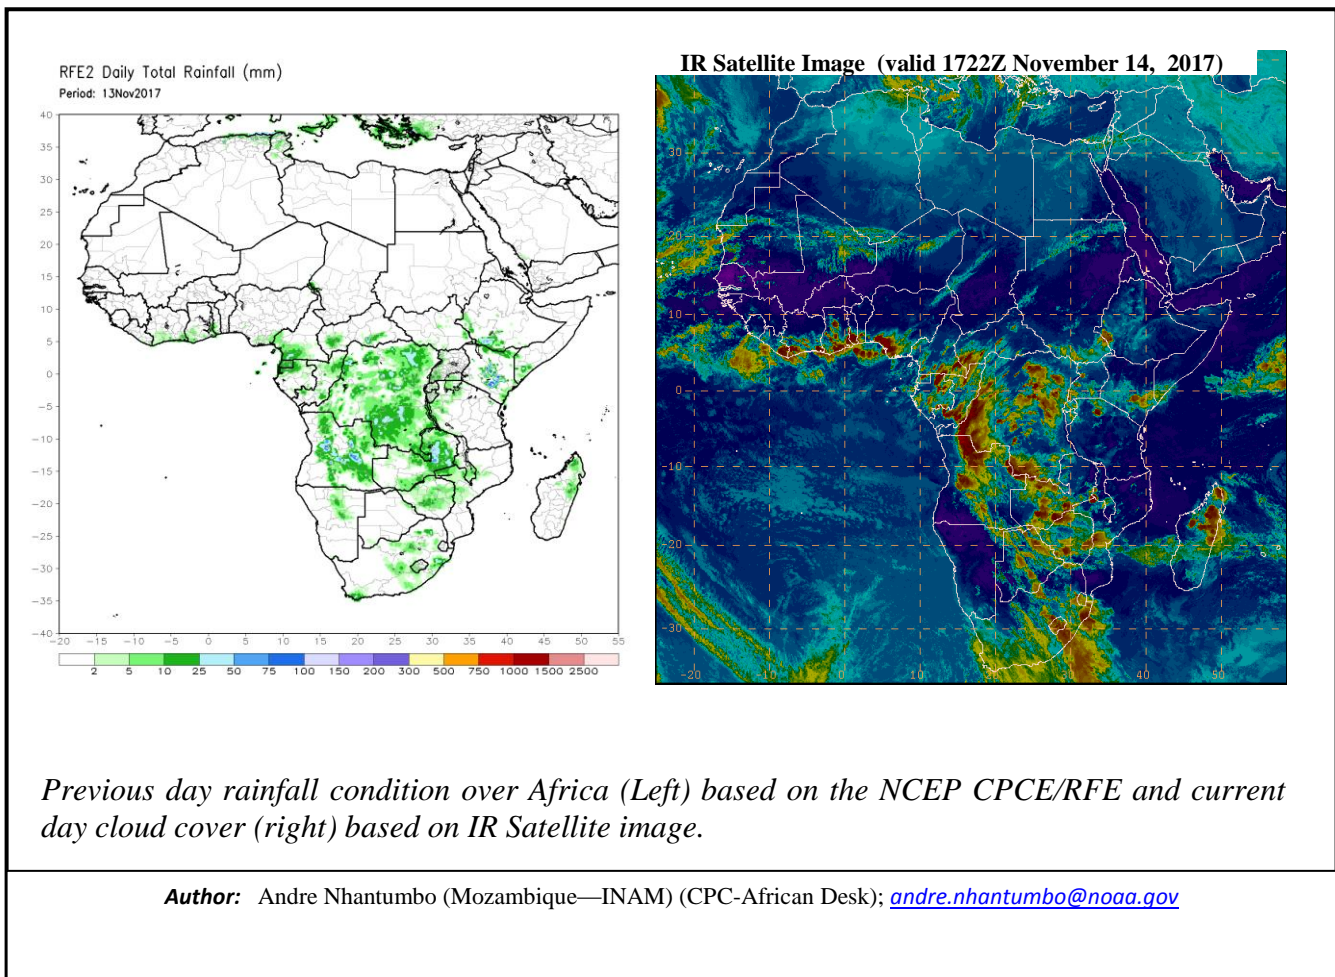 RFE2 Daily Total Rainfall (mm)
Period: 13Nov2017
40
35
30
25
20
15
10
5
0
−5
−10
−15
−20
−25
−30
−35
−40
−20 −15 −10 −5 0 5 10 15 20 25 30 35 40 45 50 55
2 5 10 25 50 75 100 150 200 300 500 750 1000 1500 2500
IR Satellite Image (valid 1722Z November 14, 2017)
30
20
10
0
-10
-20
-30
-20 -10 0 10 20 30 40 50
Previous day rainfall condition over Africa (Left) based on the NCEP CPCE/RFE and current
day cloud cover (right) based on IR Satellite image.
Author: Andre Nhantumbo (Mozambique—INAM) (CPC-African Desk); andre.nhantumbo@noaa.gov